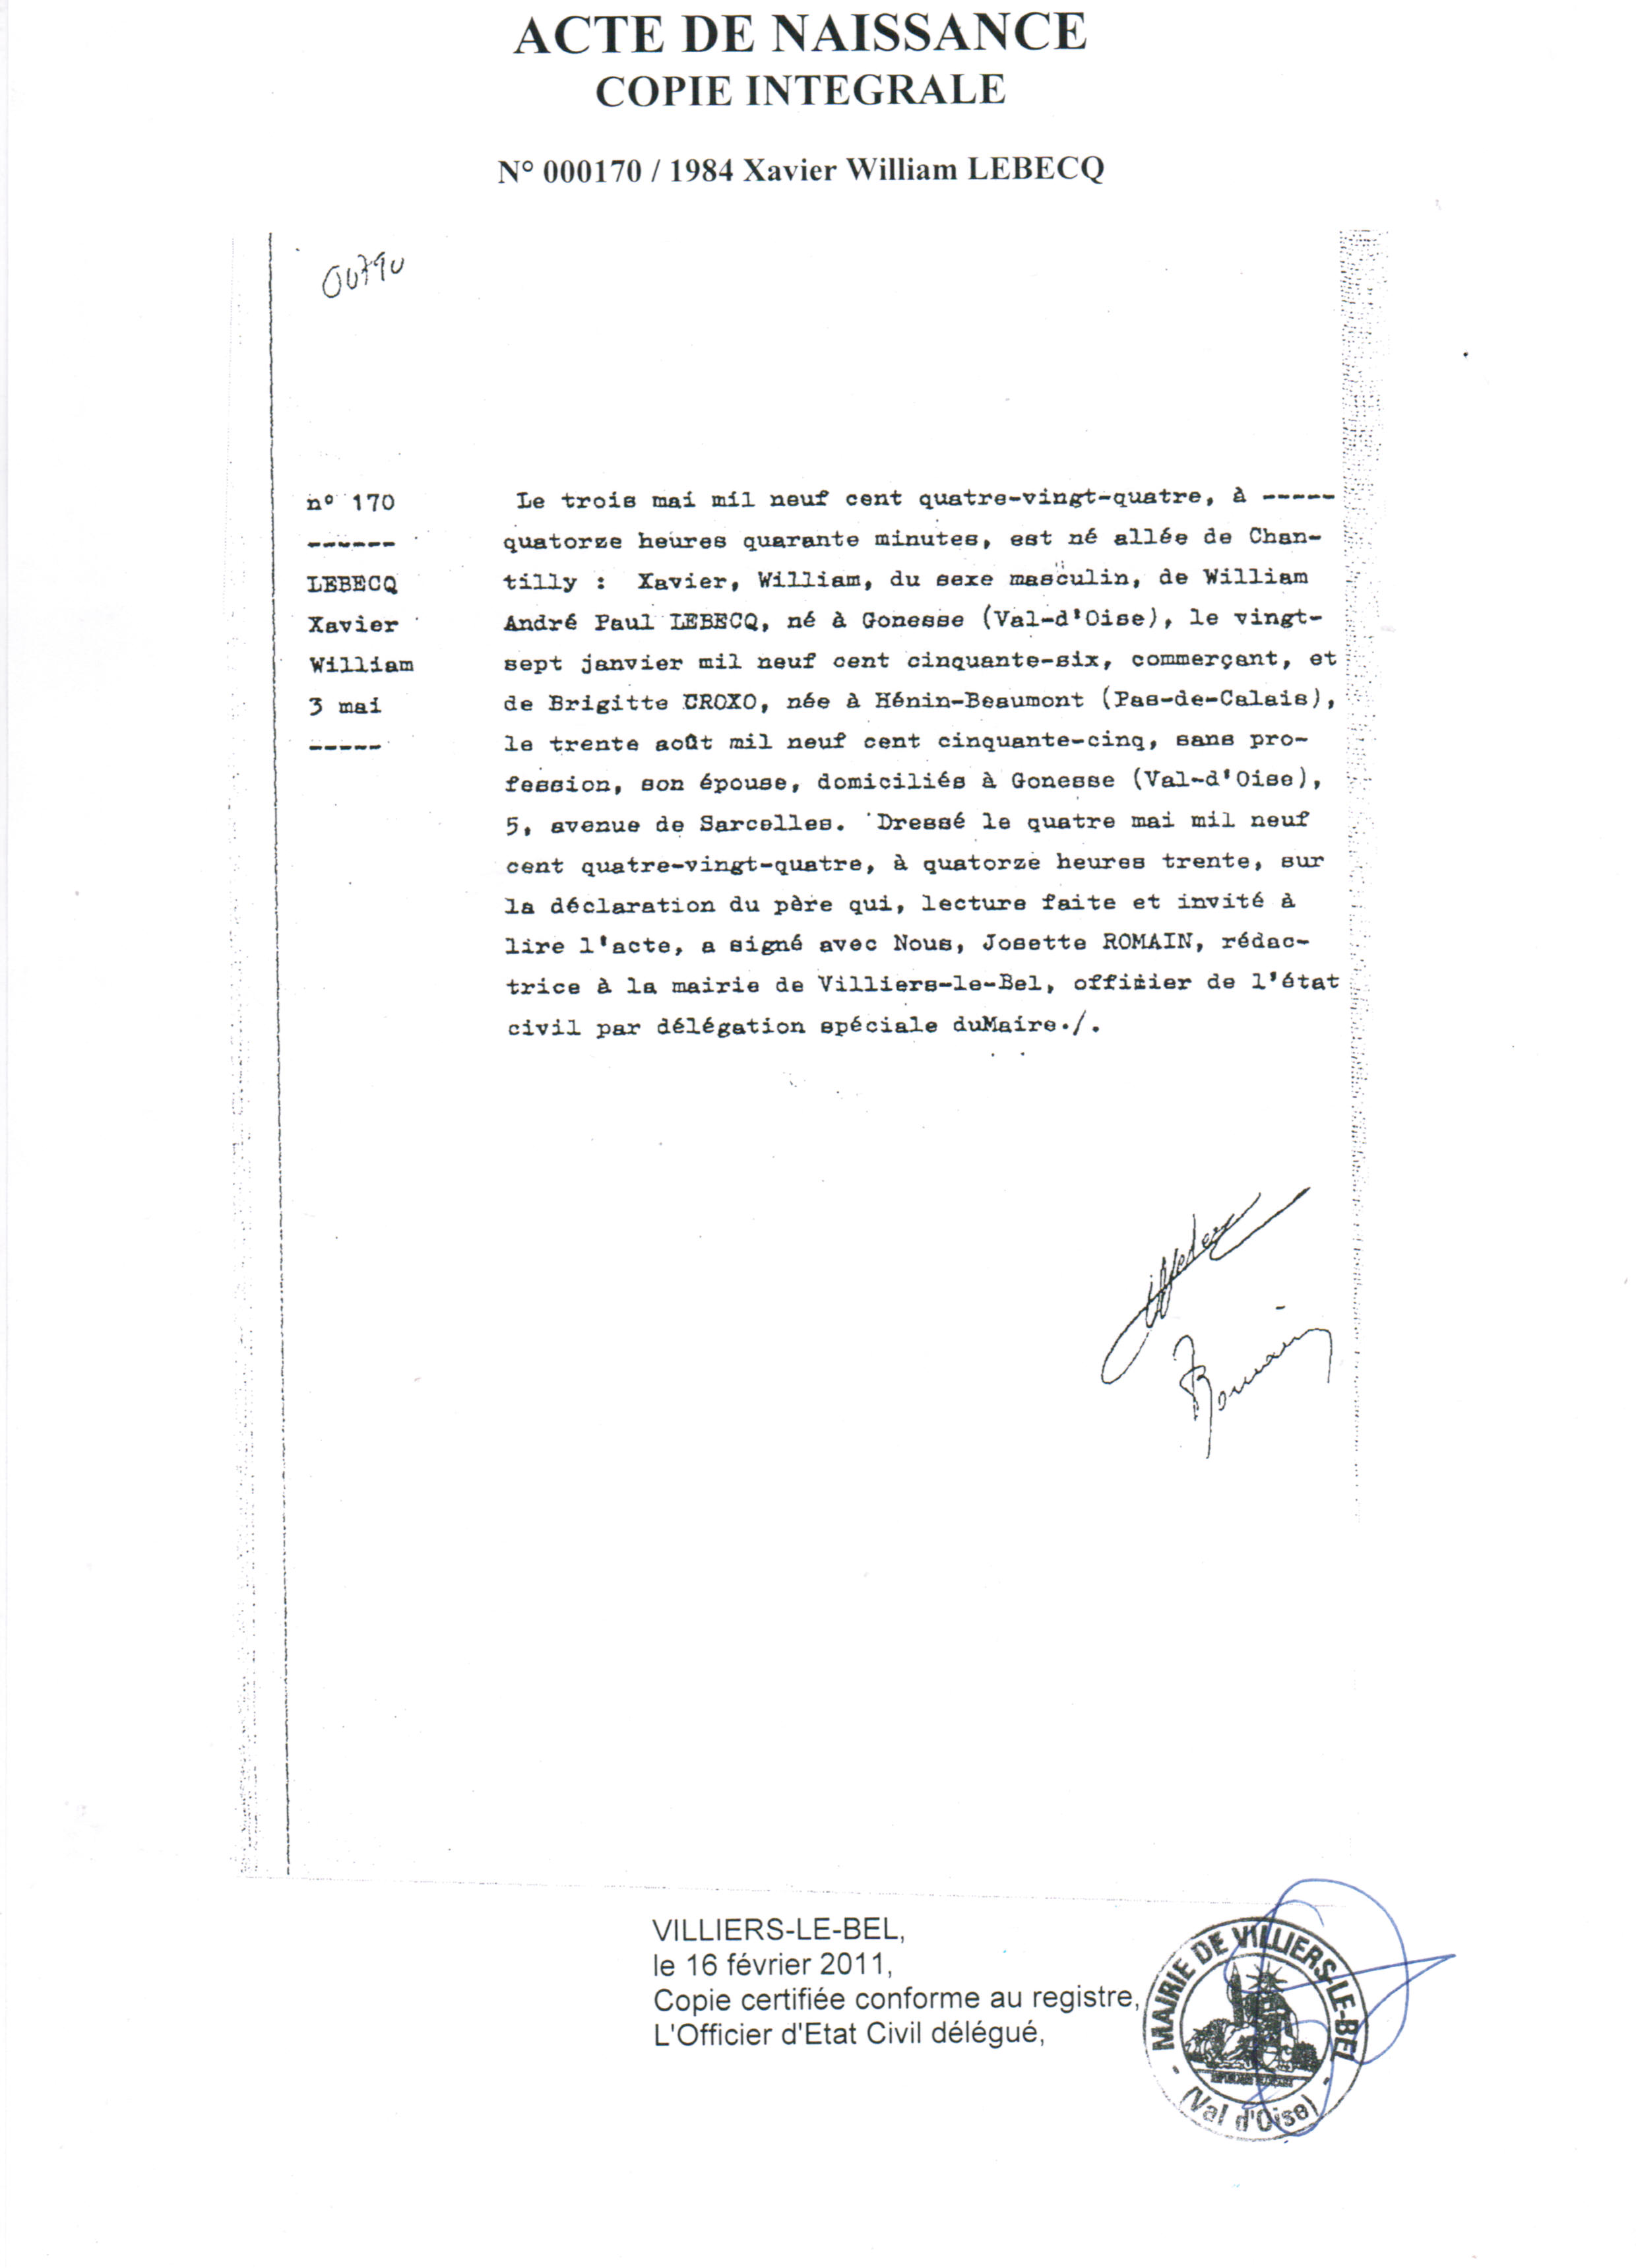 ACTE DE NAISSANCE
COPIE INTEGRALE
N° 000170 / 1984 Xavier William LEBECQ
n° 170
------
LEBECQ
Xavier
William
3 mai
-----
Le trois mai mil neuf cent quatre-vingt-quatre, à -----
quatorze heures quarante minutes, est né allée de Chan-
tilly : Xavier, William, du sexe masculin, de William
André Paul LEBECQ, né à Gonesse (Val-d'Oise), le vingt-
sept janvier mil neuf cent cinquante-six, commerçant, et
de Brigitte CROXO, née à Hénin-Beaumont (Pas-de-Calais),
le trente août mil neuf cent cinquante-cinq, sans pro-
fession, son épouse, domiciliés à Gonesse (Val-d'Oise),
5, avenue de Sarcelles. Dressé le quatre mai mil neuf
cent quatre-vingt-quatre, à quatorze heures trente, sur
la déclaration du père qui, lecture faite et invité à
lire l'acte, a signé avec Nous, Josette ROMAIN, rédac-
trice à la mairie de Villiers-le-Bel, officier de l'état
civil par délégation spéciale duMaire./.
Romain
VILLIERS-LE-BEL,
le 16 février 2011,
Copie certifiée conforme au registre,
L'Officier d'Etat Civil délégué,
MAIRIE DE VILLIERS-LE-BEL
(Val d'Oise)